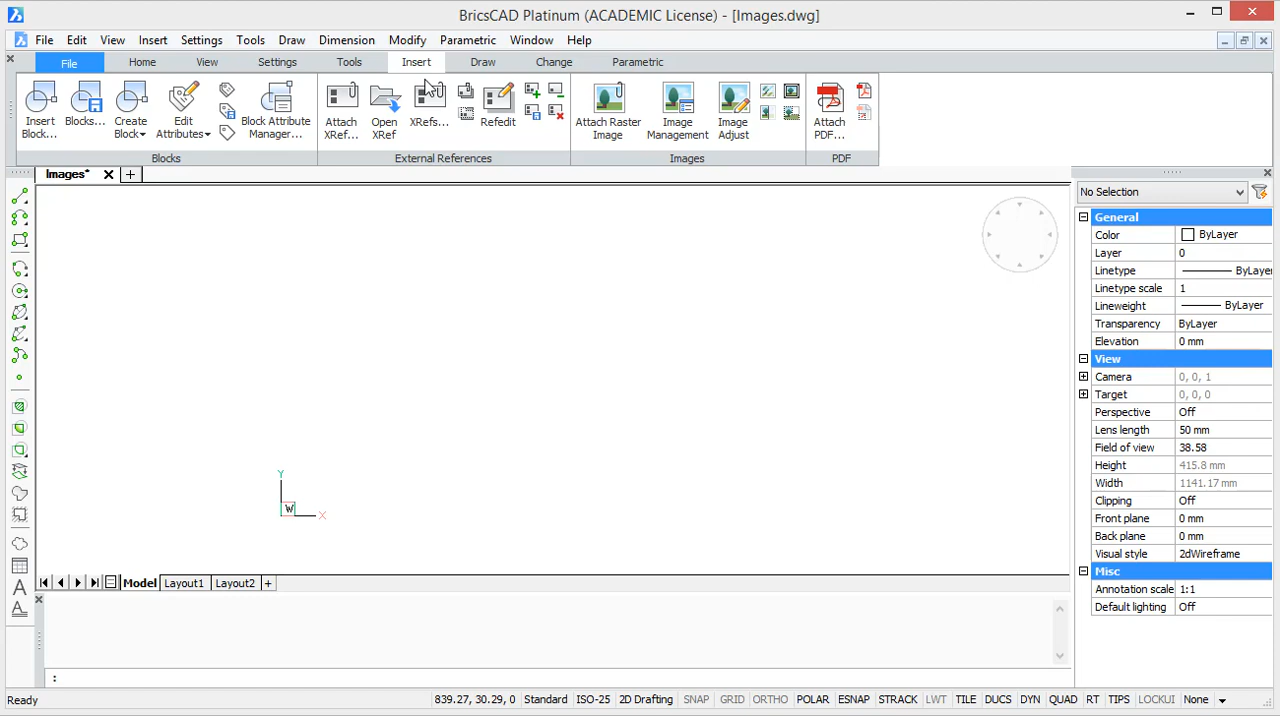 BricsCAD Platinum (ACADEMIC License) - [Images.dwg]
File Edit View Insert Settings Tools Draw Dimension Modify Parametric Window Help
File Home View Settings Tools Insert Draw Change Parametric
Insert Block... Blocks... Create Block Edit Attributes Block Attribute Manager... Attach XRef... Open XRef XRefs... Refedit Attach Raster Image Image Management Image Adjust Attach PDF...
Blocks External References Images PDF
Images*
No Selection
General
Color ByLayer
Layer 0
Linetype ByLayer
Linetype scale 1
Lineweight ByLayer
Transparency ByLayer
Elevation 0 mm
View
Camera 0, 0, 1
Target 0, 0, 0
Perspective Off
Lens length 50 mm
Field of view 38.58
Height 415.8 mm
Width 1141.17 mm
Clipping Off
Front plane 0 mm
Back plane 0 mm
Visual style 2dWireframe
Misc
Annotation scale 1:1
Default lighting Off
Y
W X
Model Layout1 Layout2 +
:
Ready 839.27, 30.29, 0 Standard ISO-25 2D Drafting SNAP GRID ORTHO POLAR ESNAP STRACK LWT TILE DUCS DYN QUAD RT TIPS LOCKUI None